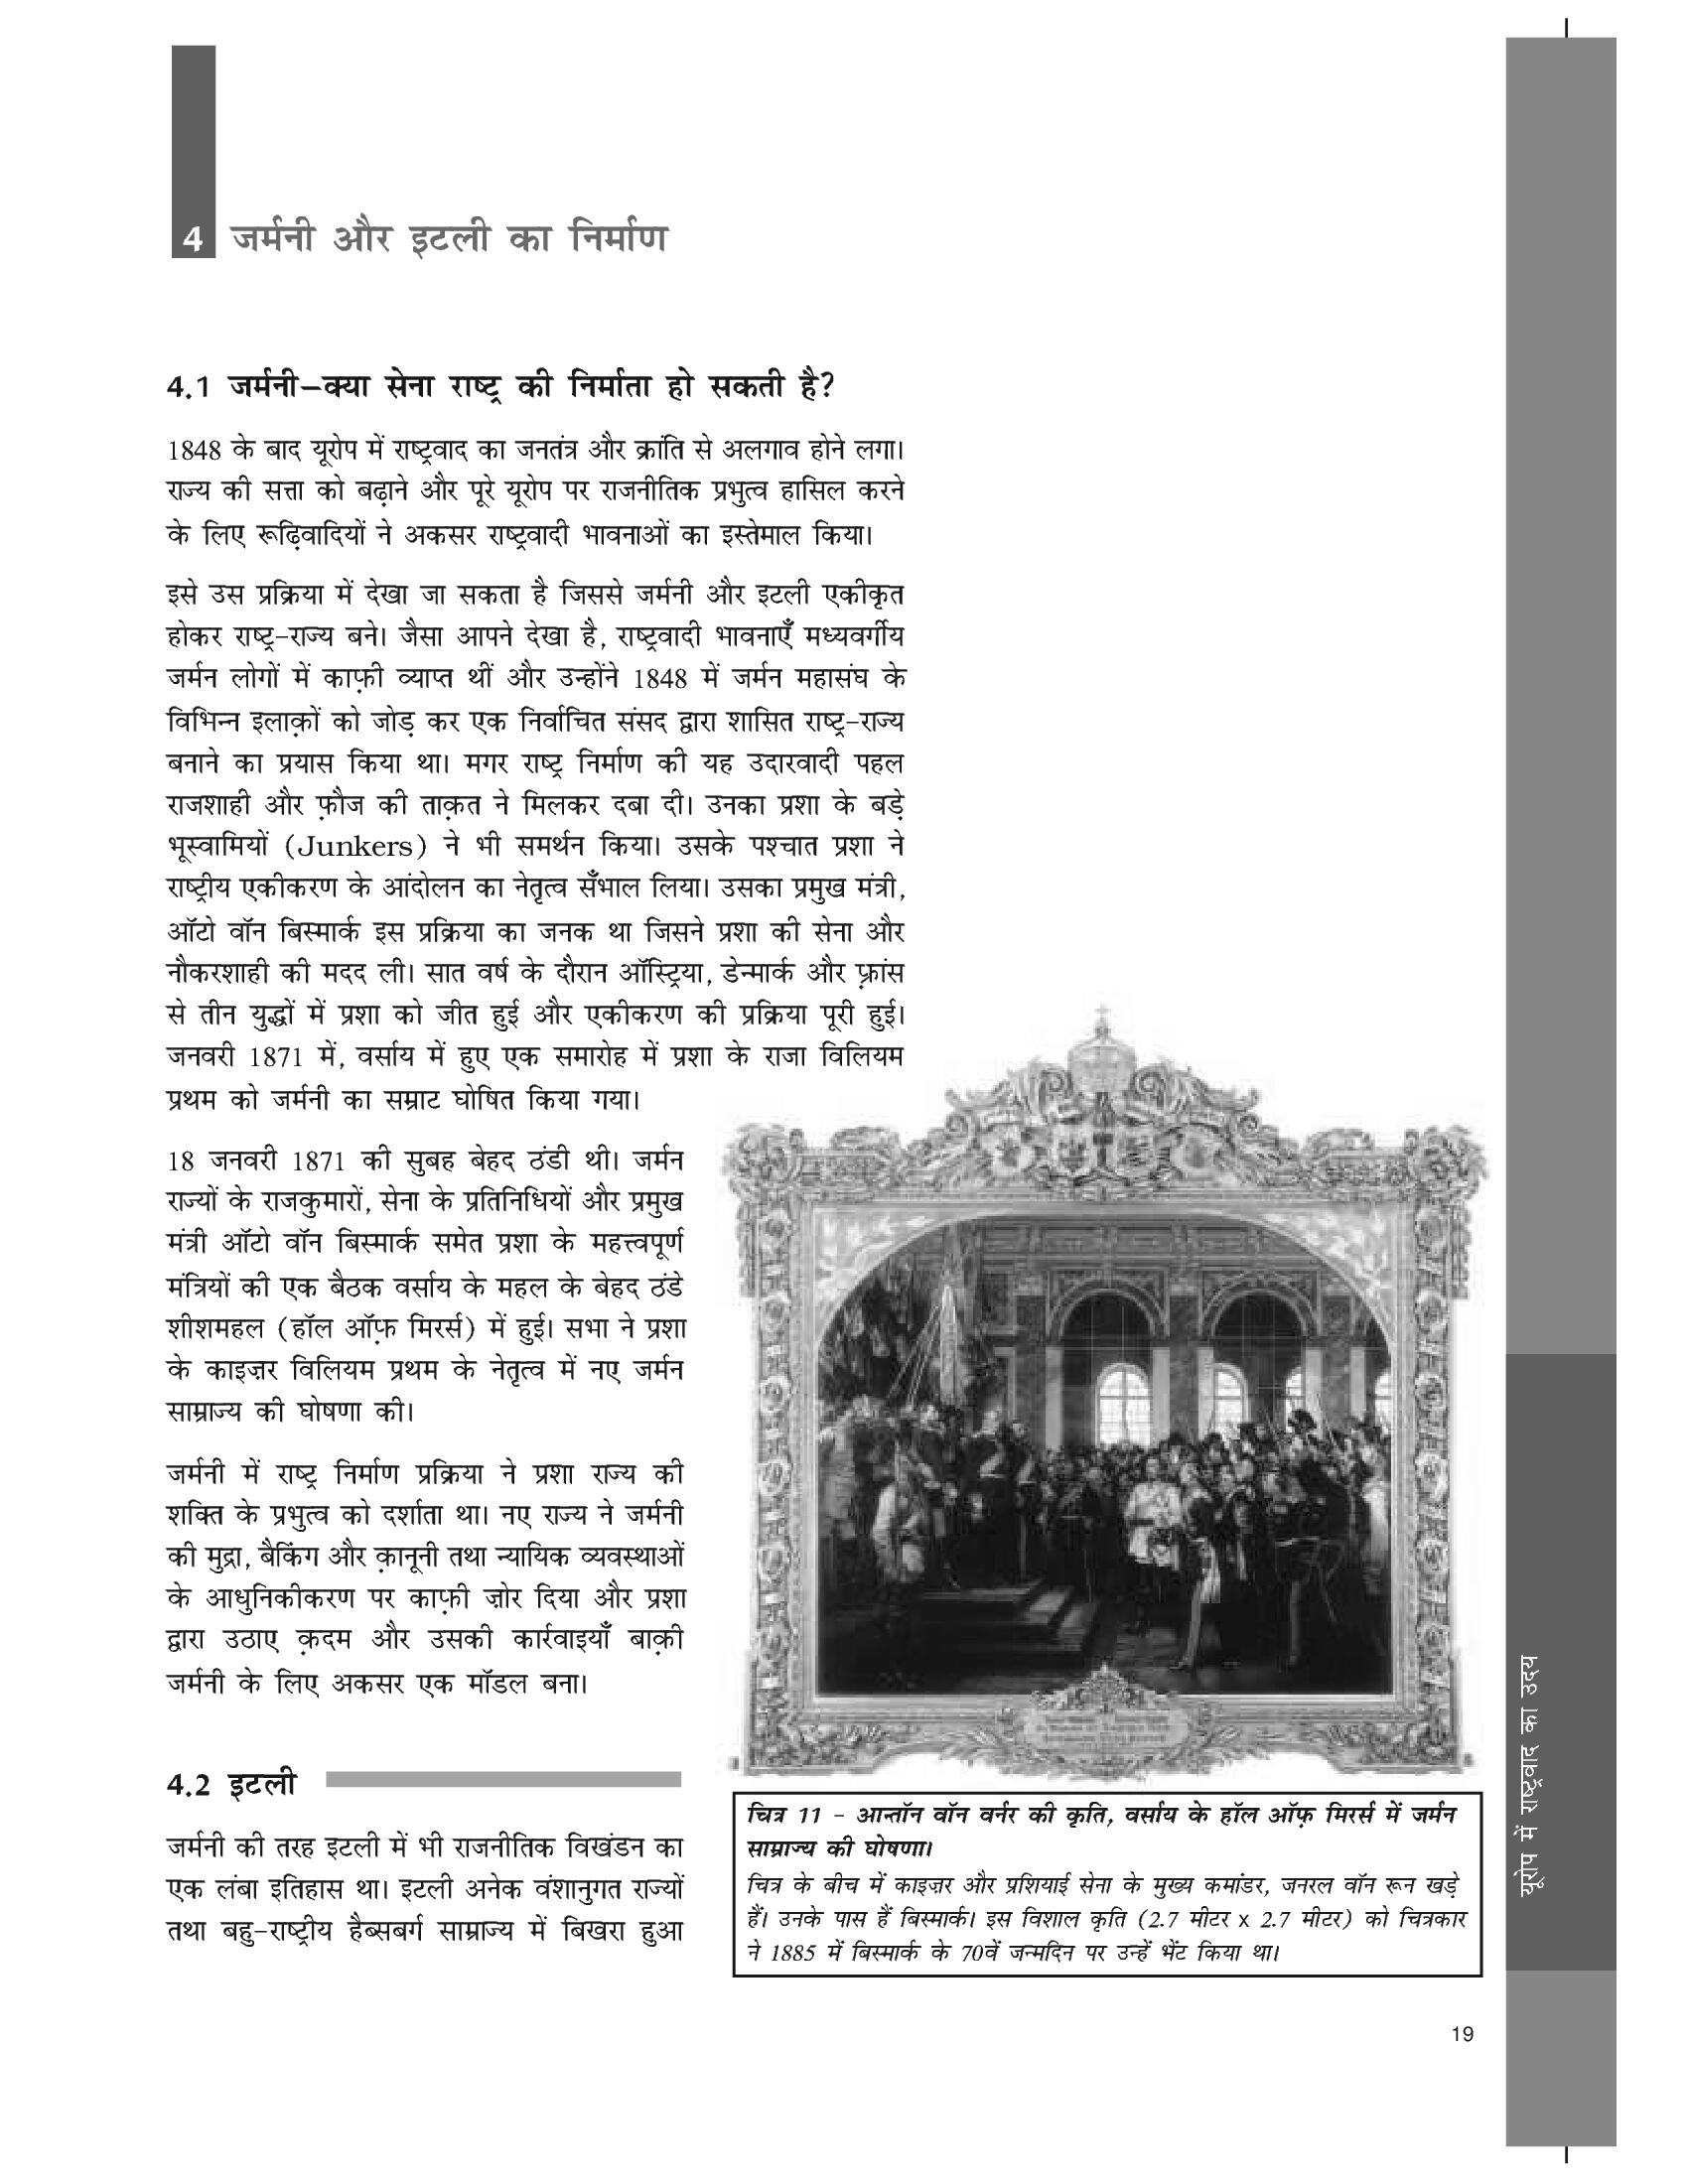 4 जर्मनी और इटली का निर्माण
4.1 जर्मनी–क्या सेना राष्ट्र की निर्माता हो सकती है?
1848 के बाद यूरोप में राष्ट्रवाद का जनतंत्र और क्रांति से अलगाव होने लगा।
राज्य की सत्ता को बढ़ाने और पूरे यूरोप पर राजनीतिक प्रभुत्व हासिल करने
के लिए रूढ़िवादियों ने अकसर राष्ट्रवादी भावनाओं का इस्तेमाल किया।
इसे उस प्रक्रिया में देखा जा सकता है जिससे जर्मनी और इटली एकीकृत
होकर राष्ट्र-राज्य बने। जैसा आपने देखा है, राष्ट्रवादी भावनाएँ मध्यवर्गीय
जर्मन लोगों में काफ़ी व्याप्त थीं और उन्होंने 1848 में जर्मन महासंघ के
विभिन्न इलाक़ों को जोड़ कर एक निर्वाचित संसद द्वारा शासित राष्ट्र-राज्य
बनाने का प्रयास किया था। मगर राष्ट्र निर्माण की यह उदारवादी पहल
राजशाही और फ़ौज की ताक़त ने मिलकर दबा दी। उनका प्रशा के बड़े
भूस्वामियों (Junkers) ने भी समर्थन किया। उसके पश्चात प्रशा ने
राष्ट्रीय एकीकरण के आंदोलन का नेतृत्व सँभाल लिया। उसका प्रमुख मंत्री,
ऑटो वॉन बिस्मार्क इस प्रक्रिया का जनक था जिसने प्रशा की सेना और
नौकरशाही की मदद ली। सात वर्ष के दौरान ऑस्ट्रिया, डेन्मार्क और फ़्रांस
से तीन युद्धों में प्रशा को जीत हुई और एकीकरण की प्रक्रिया पूरी हुई।
जनवरी 1871 में, वर्साय में हुए एक समारोह में प्रशा के राजा विलियम
प्रथम को जर्मनी का सम्राट घोषित किया गया।
18 जनवरी 1871 की सुबह बेहद ठंडी थी। जर्मन
राज्यों के राजकुमारों, सेना के प्रतिनिधियों और प्रमुख
मंत्री ऑटो वॉन बिस्मार्क समेत प्रशा के महत्त्वपूर्ण
मंत्रियों की एक बैठक वर्साय के महल के बेहद ठंडे
शीशमहल (हॉल ऑफ़ मिरर्स) में हुई। सभा ने प्रशा
के काइज़र विलियम प्रथम के नेतृत्व में नए जर्मन
साम्राज्य की घोषणा की।
जर्मनी में राष्ट्र निर्माण प्रक्रिया ने प्रशा राज्य की
शक्ति के प्रभुत्व को दर्शाता था। नए राज्य ने जर्मनी
की मुद्रा, बैकिंग और क़ानूनी तथा न्यायिक व्यवस्थाओं
के आधुनिकीकरण पर काफ़ी ज़ोर दिया और प्रशा
द्वारा उठाए क़दम और उसकी कार्रवाइयाँ बाक़ी
जर्मनी के लिए अकसर एक मॉडल बना।
4.2 इटली
जर्मनी की तरह इटली में भी राजनीतिक विखंडन का
एक लंबा इतिहास था। इटली अनेक वंशानुगत राज्यों
तथा बहु-राष्ट्रीय हैब्सबर्ग साम्राज्य में बिखरा हुआ
चित्र 11 – आन्तॉन वॉन वर्नर की कृति, वर्साय के हॉल ऑफ़ मिरर्स में जर्मन
साम्राज्य की घोषणा।
चित्र के बीच में काइज़र और प्रशियाई सेना के मुख्य कमांडर, जनरल वॉन रून खड़े
हैं। उनके पास हैं बिस्मार्क। इस विशाल कृति (2.7 मीटर x 2.7 मीटर) को चित्रकार
ने 1885 में बिस्मार्क के 70वें जन्मदिन पर उन्हें भेंट किया था।
यूरोप में राष्ट्रवाद का उदय
19